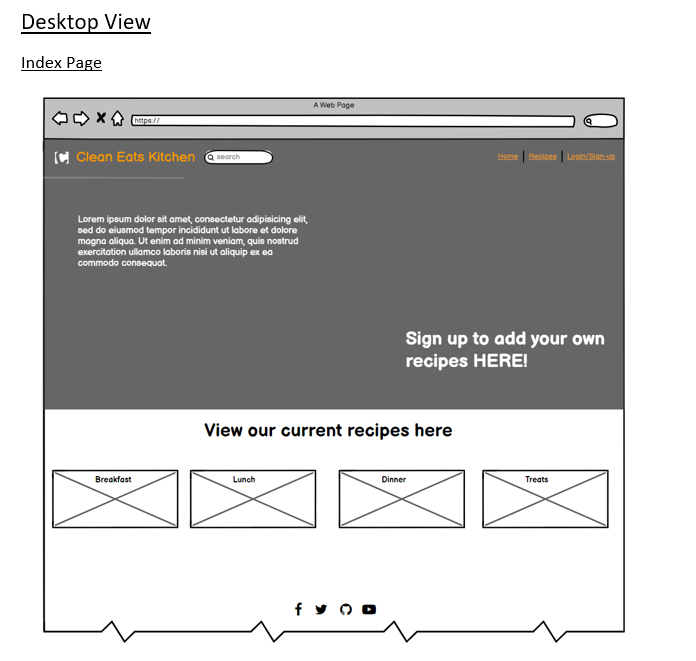 Desktop View
Index Page
A Web Page
https://
Clean Eats Kitchen
search
Home | Recipes | Login/Sign-up
Lorem ipsum dolor sit amet, consectetur adipisicing elit,
sed do eiusmod tempor incididunt ut labore et dolore
magna aliqua. Ut enim ad minim veniam, quis nostrud
exercitation ullamco laboris nisi ut aliquip ex ea
commodo consequat.
Sign up to add your own
recipes HERE!
View our current recipes here
Breakfast
Lunch
Dinner
Treats